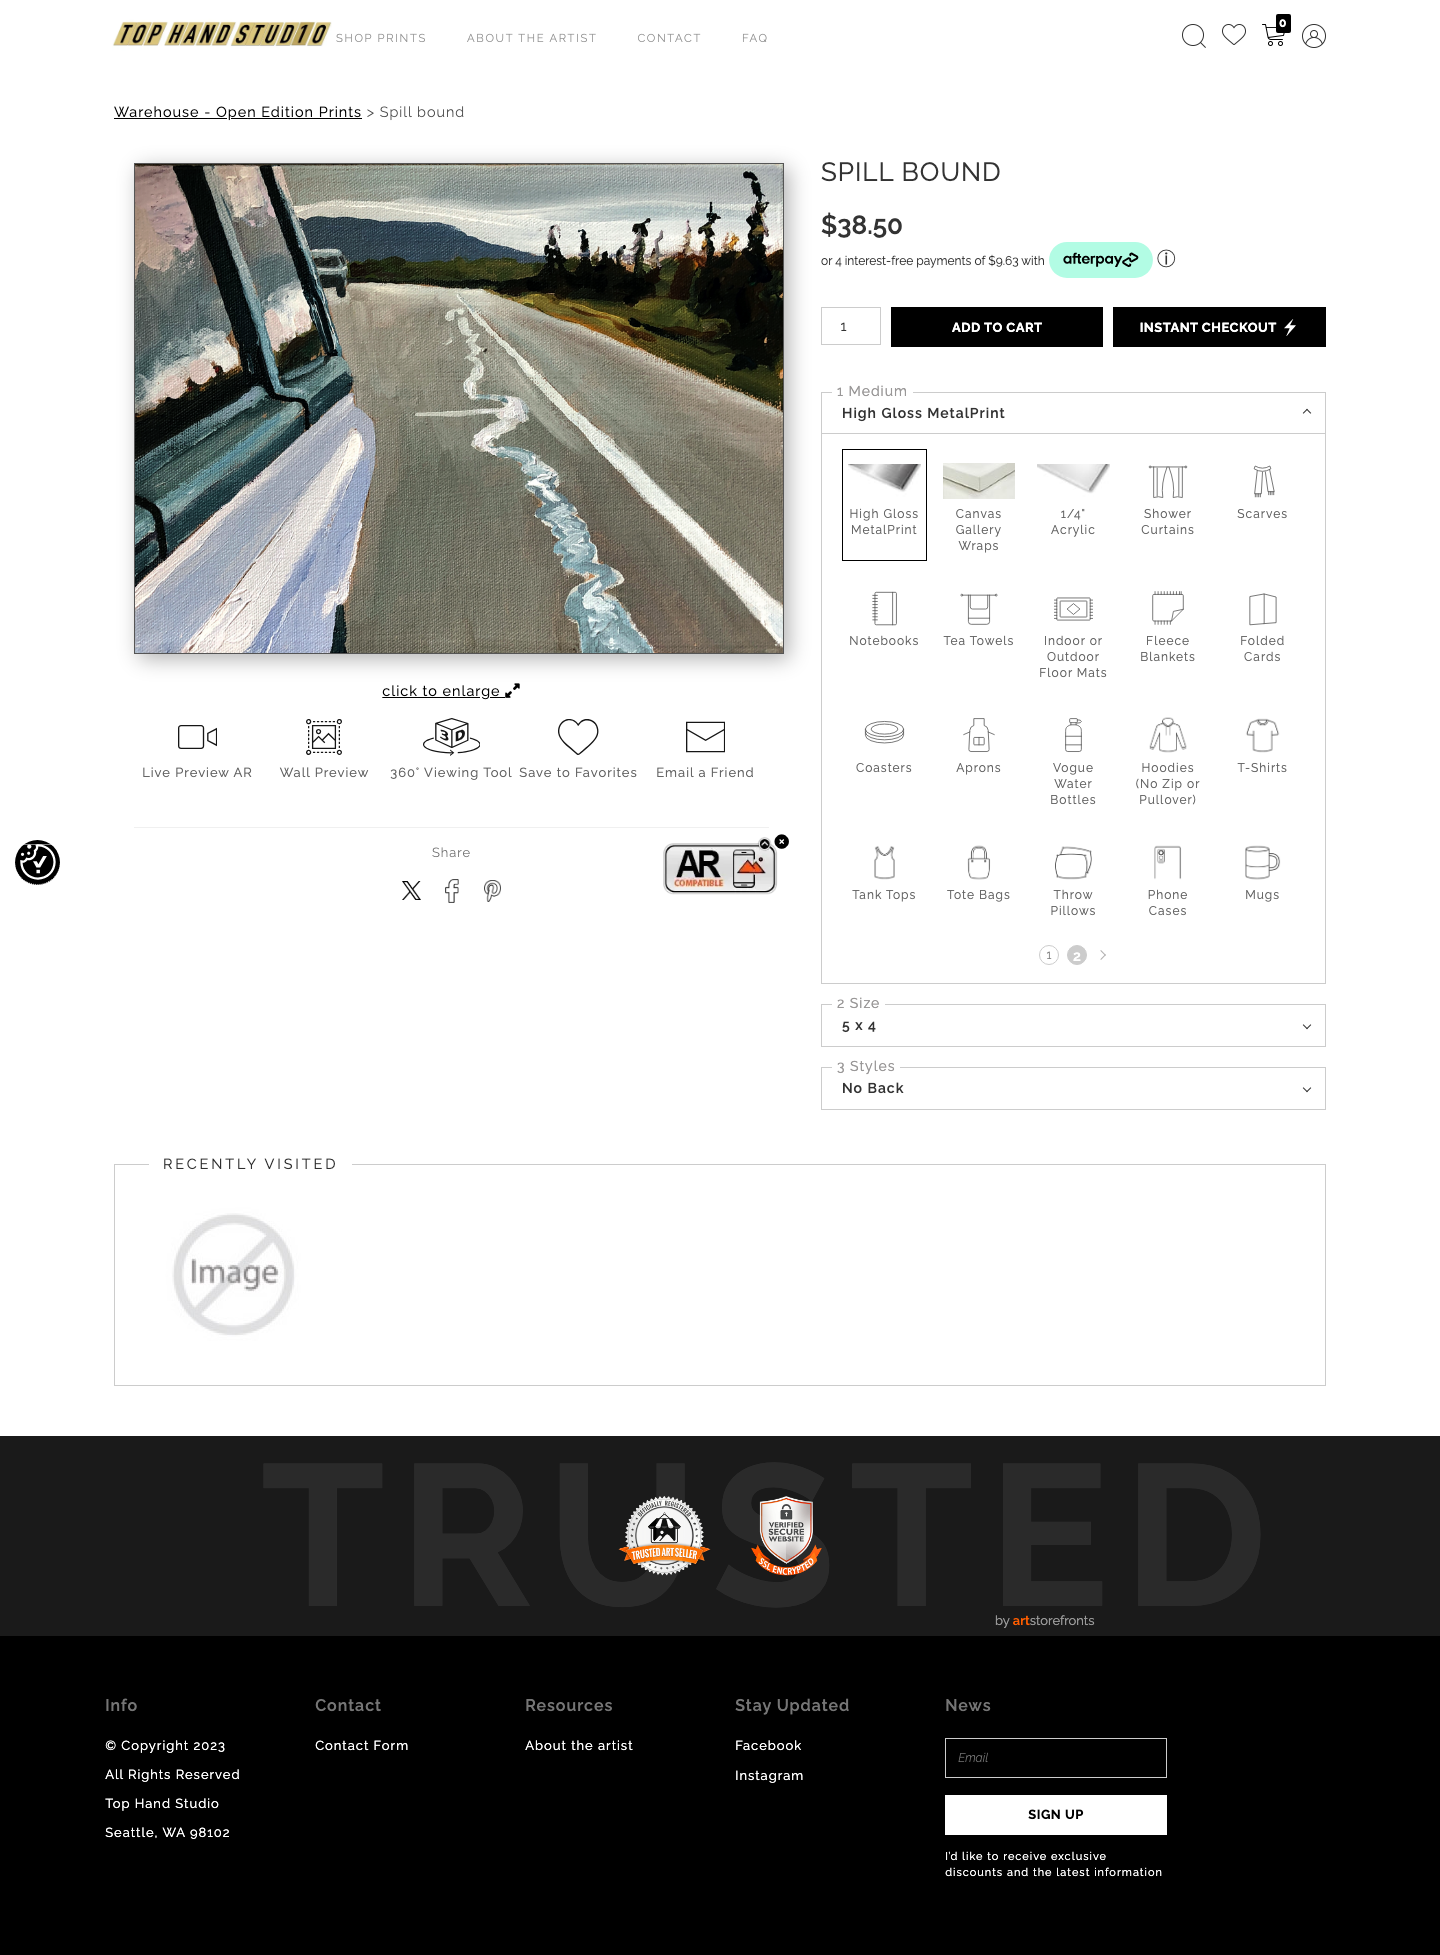 TOP HAND STUD10
SHOP PRINTS
ABOUT THE ARTIST
CONTACT
FAQ
0
Warehouse - Open Edition Prints > Spill bound
SPILL BOUND
$38.50
or 4 interest-free payments of $9.63 with afterpay
1
ADD TO CART
INSTANT CHECKOUT
1 Medium
High Gloss MetalPrint
High Gloss
MetalPrint
Canvas
Gallery
Wraps
1/4"
Acrylic
Shower
Curtains
Scarves
Notebooks
Tea Towels
Indoor or
Outdoor
Floor Mats
Fleece
Blankets
Folded
Cards
Coasters
Aprons
Vogue
Water
Bottles
Hoodies
(No Zip or
Pullover)
T-Shirts
Tank Tops
Tote Bags
Throw
Pillows
Phone
Cases
Mugs
1 2
2 Size
5 x 4
3 Styles
No Back
click to enlarge
3D
Live Preview AR
Wall Preview
360° Viewing Tool
Save to Favorites
Email a Friend
Share
AR
COMPATIBLE
RECENTLY VISITED
Image
TRUSTED
OFFICIALLY REGISTERED
TRUSTED ART SELLER
VERIFIED
SECURE
WEBSITE
SSL ENCRYPTED
by artstorefronts
Info
© Copyright 2023
All Rights Reserved
Top Hand Studio
Seattle, WA 98102
Contact
Contact Form
Resources
About the artist
Stay Updated
Facebook
Instagram
News
Email
SIGN UP
I'd like to receive exclusive
discounts and the latest information